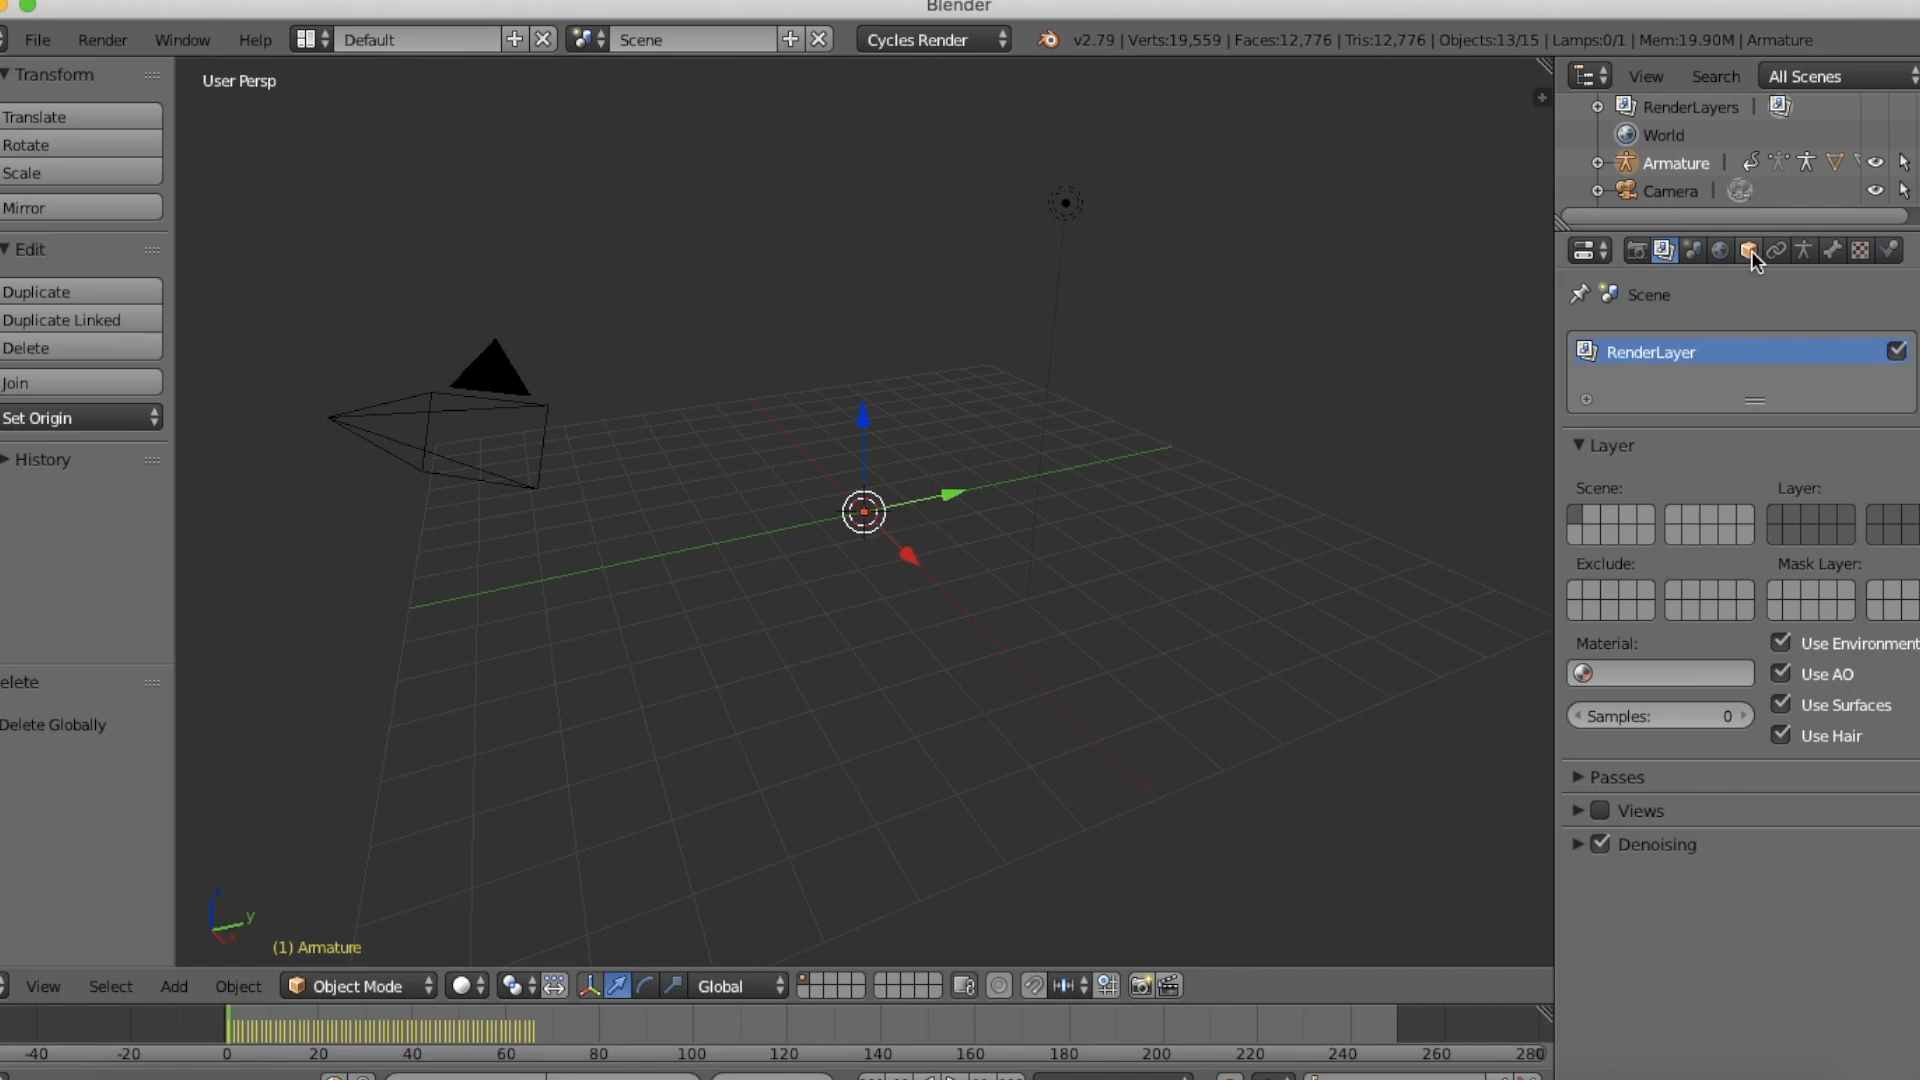 Blender
File Render Window Help Default Scene Cycles Render v2.79 | Verts:19,559 | Faces:12,776 | Tris:12,776 | Objects:13/15 | Lamps:0/1 | Mem:19.90M | Armature
Transform
Translate
Rotate
Scale
Mirror
Edit
Duplicate
Duplicate Linked
Delete
Join
Set Origin
History
elete
Delete Globally
User Persp
z
y
x
(1) Armature
View Select Add Object Object Mode Global
-40 -20 0 20 40 60 80 100 120 140 160 180 200 220 240 260 280
View Search All Scenes
RenderLayers |
World
Armature |
Camera |
Scene
RenderLayer
Layer
Scene: Layer:
Exclude: Mask Layer:
Material: Use Environment
Use AO
Samples: 0 Use Surfaces
Use Hair
Passes
Views
Denoising